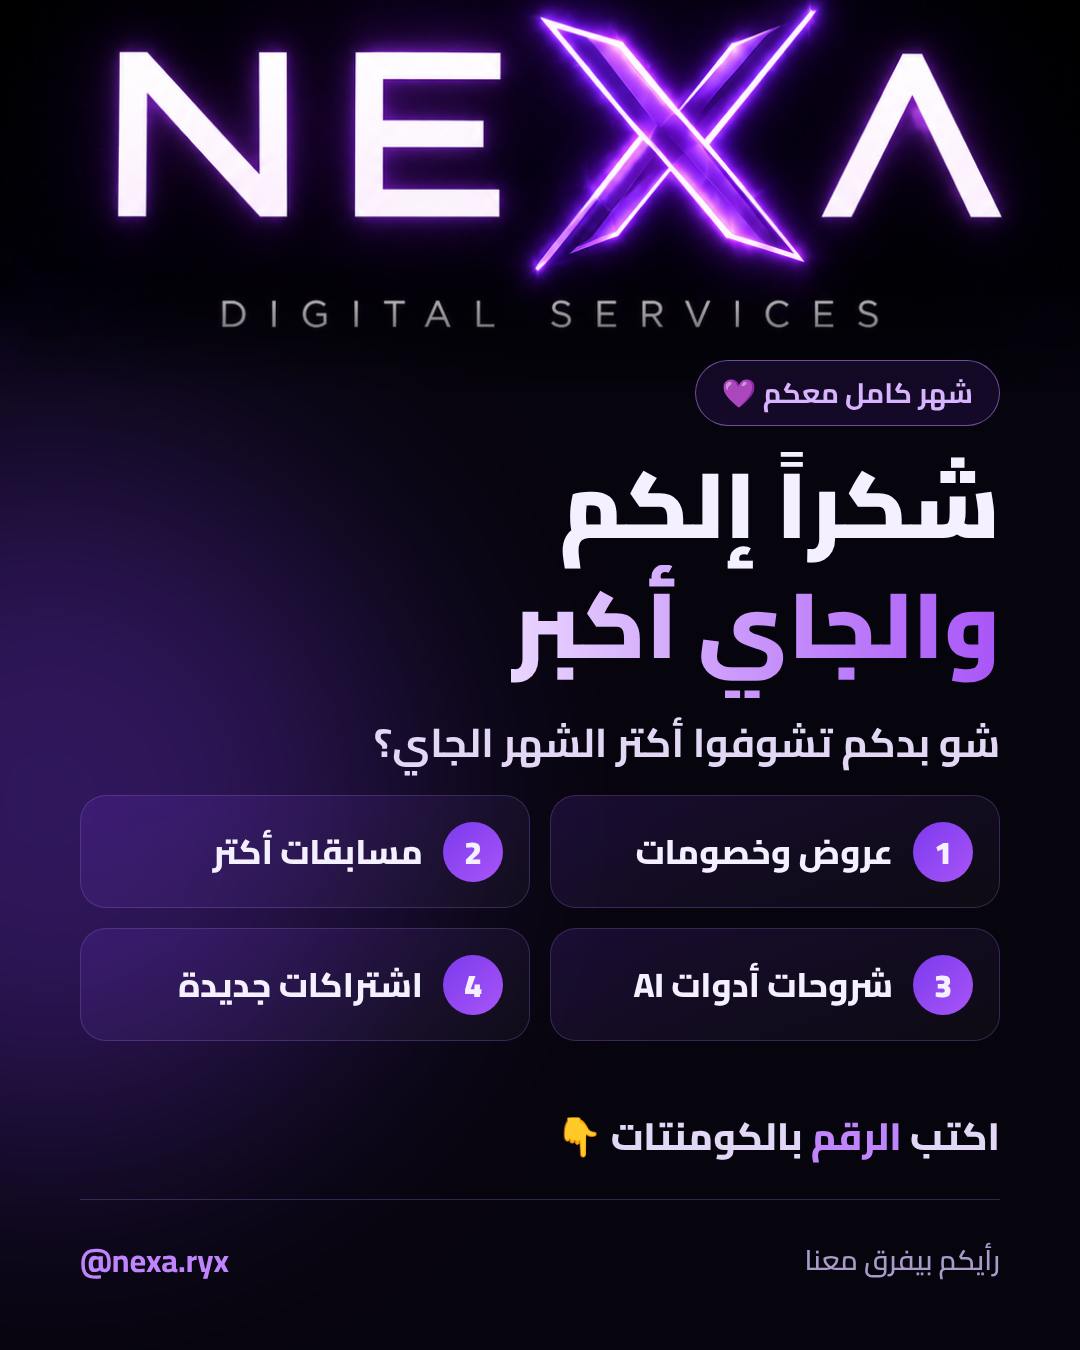 NEXA
DIGITAL SERVICES
شهر كامل معكم 💜
شكراً إلكم
والجاي أكبر
شو بدكم تشوفوا أكتر الشهر الجاي؟
1 عروض وخصومات
2 مسابقات أكتر
3 شروحات أدوات AI
4 اشتراكات جديدة
اكتب الرقم بالكومنتات 👇
رأيكم بيفرق معنا
@nexa.ryx